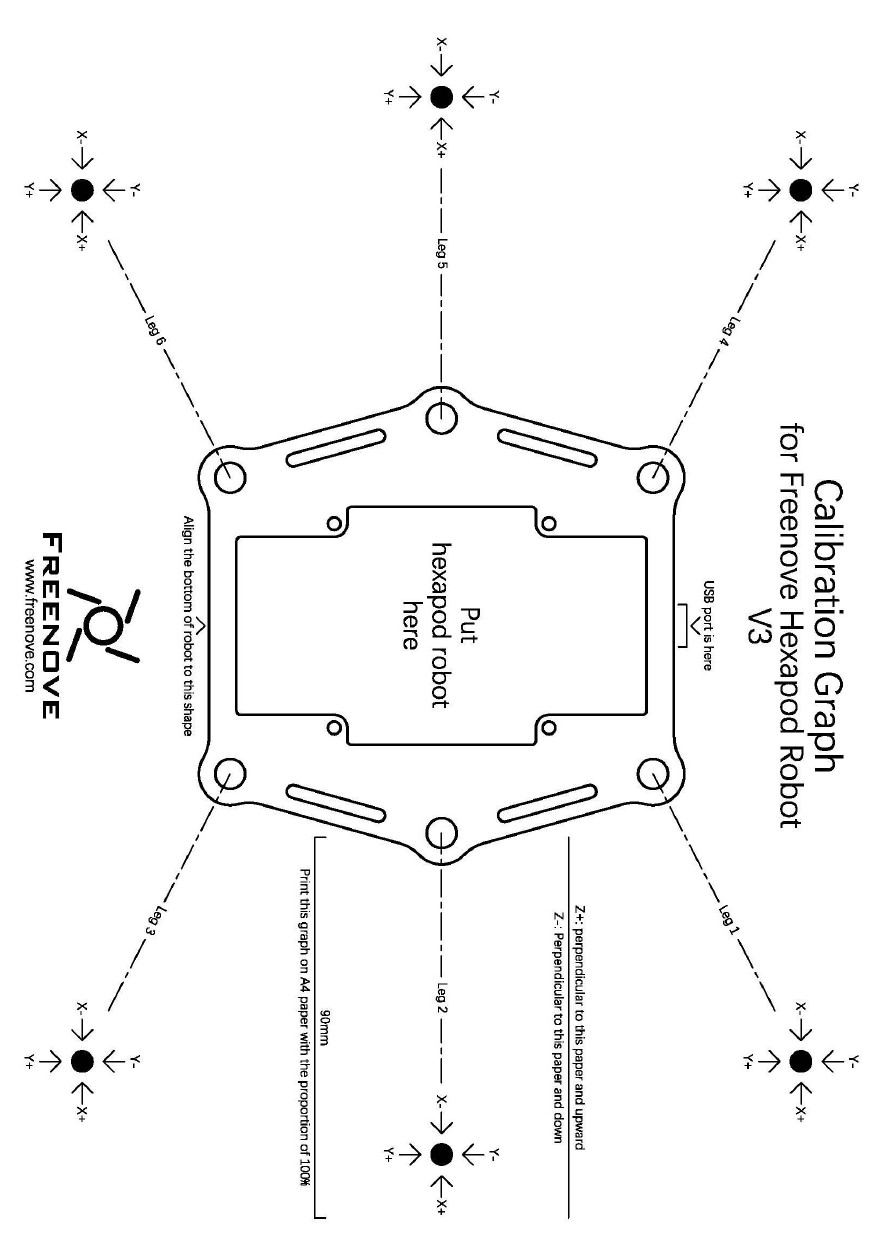 Calibration Graph
for Freenove Hexapod Robot
V3
Y-
X-
X+
Y+
Y-
X-
X+
Y+
Leg 4
USB port is here
Leg 1
Z+: perpendicular to this paper and upward
Z-: Perpendicular to this paper and down
Y-
X-
X+
Y+
Leg 5
Put
hexapod robot
here
Leg 2
Y-
X-
X+
Y+
90mm
Print this graph on A4 paper with the proportion of 100%
Leg 6
Align the bottom of robot to this shape
Leg 3
Y-
X-
X+
Y+
Y-
X-
X+
Y+
FREENOVE
www.freenove.com